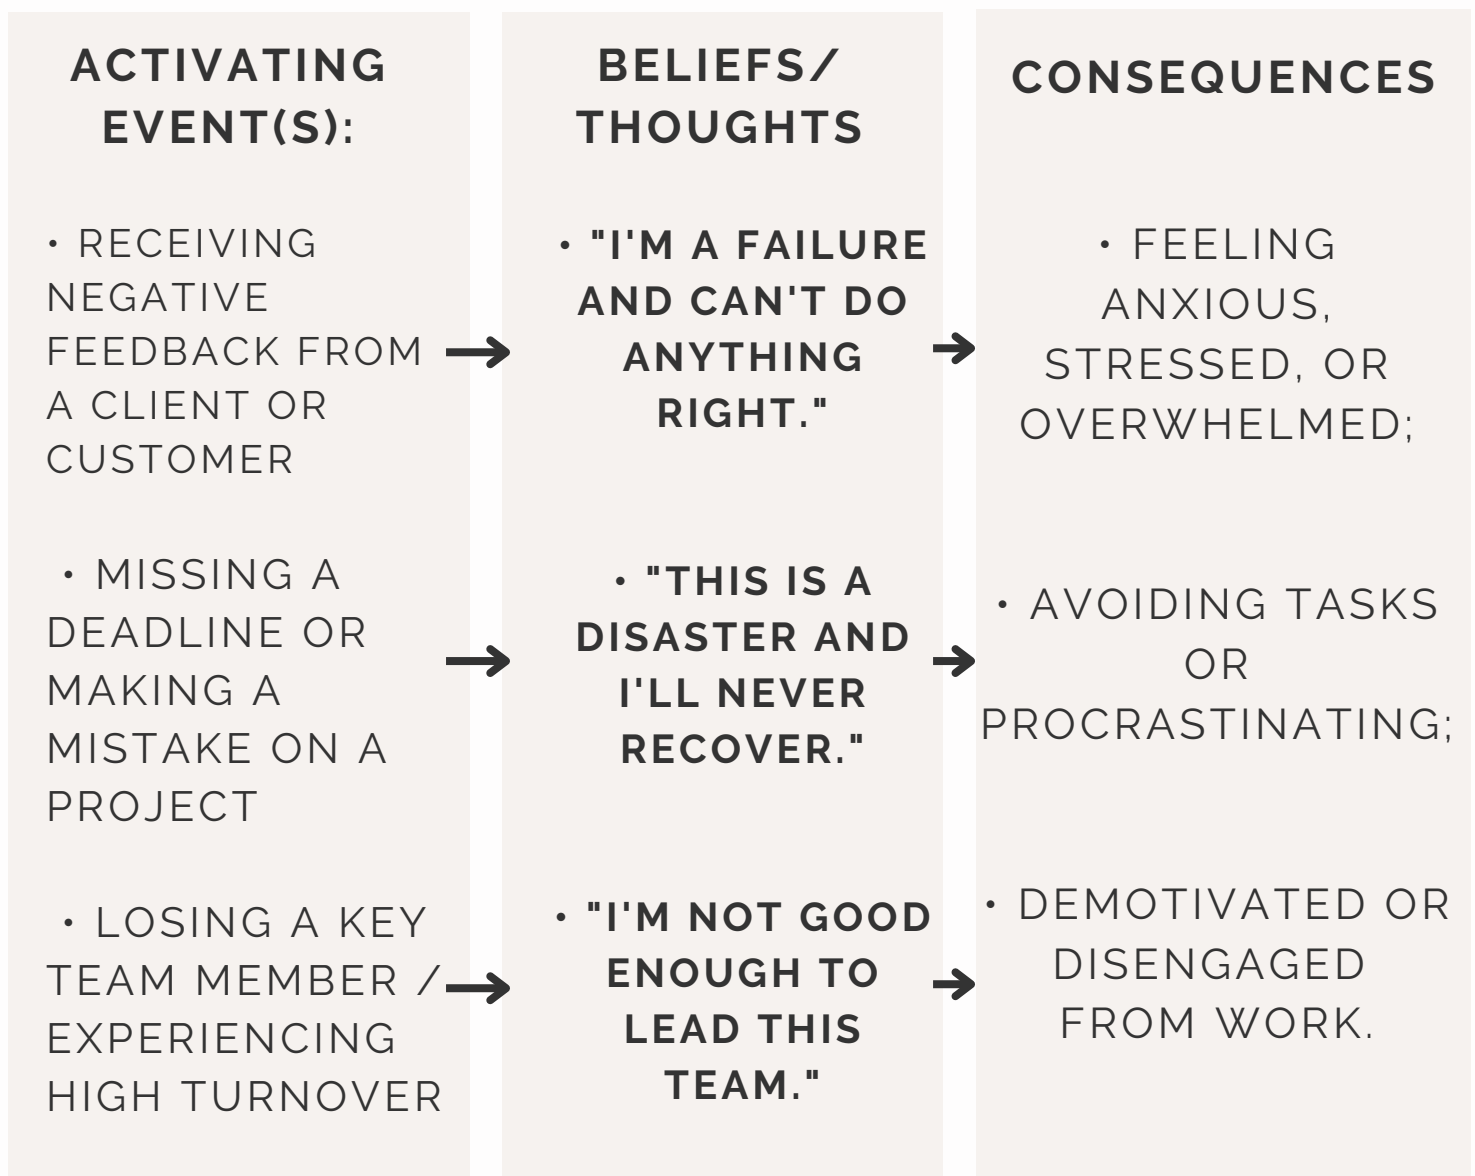 ACTIVATING
EVENT(S):
• RECEIVING
NEGATIVE
FEEDBACK FROM
A CLIENT OR
CUSTOMER
• MISSING A
DEADLINE OR
MAKING A
MISTAKE ON A
PROJECT
• LOSING A KEY
TEAM MEMBER /
EXPERIENCING
HIGH TURNOVER
BELIEFS/
THOUGHTS
• "I'M A FAILURE
AND CAN'T DO
ANYTHING
RIGHT."
• "THIS IS A
DISASTER AND
I'LL NEVER
RECOVER."
• "I'M NOT GOOD
ENOUGH TO
LEAD THIS
TEAM."
CONSEQUENCES
• FEELING
ANXIOUS,
STRESSED, OR
OVERWHELMED;
• AVOIDING TASKS
OR
PROCRASTINATING;
• DEMOTIVATED OR
DISENGAGED
FROM WORK.